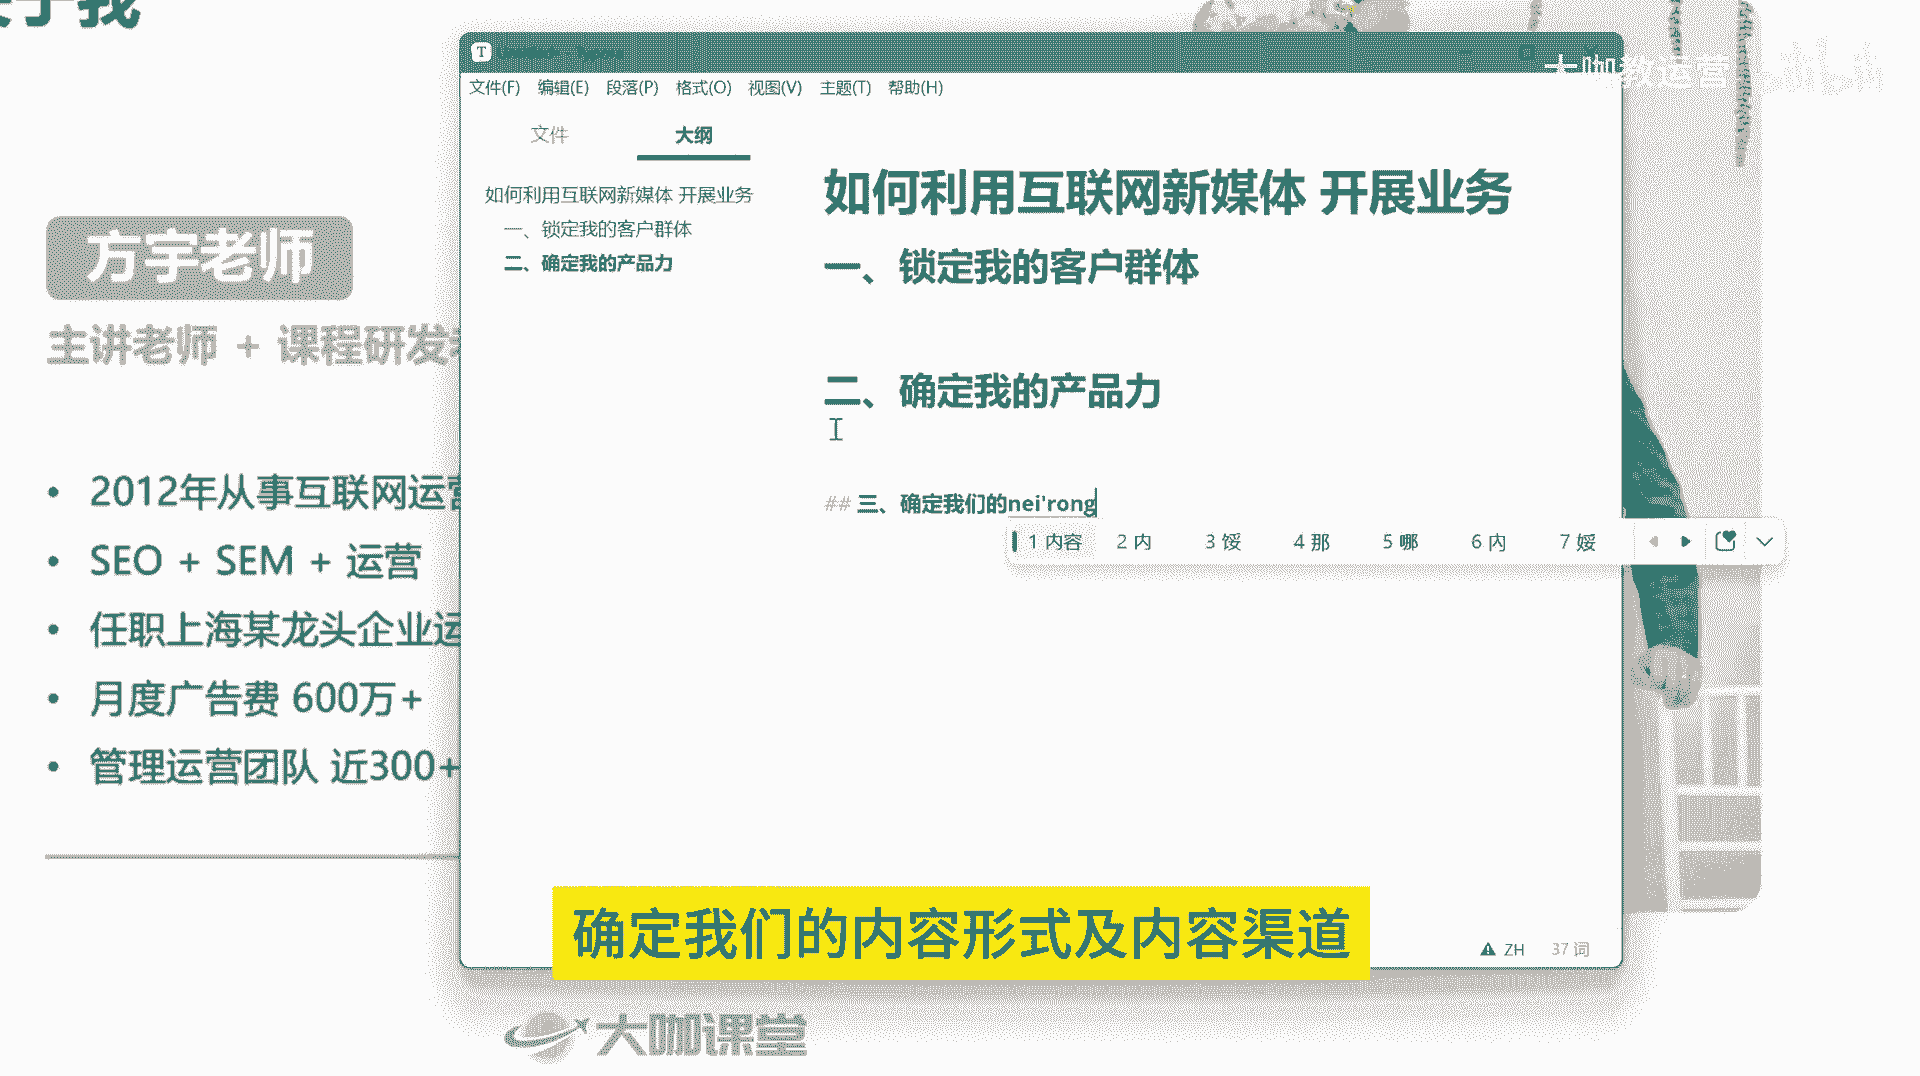 于我
方宇老师
主讲老师 + 课程研发
2012年从事互联网运营
SEO + SEM + 运营
任职上海某龙头企业运
月度广告费 600万+
管理运营团队 近300+
大咖教运营 bilibili
文件(F) 编辑(E) 段落(P) 格式(O) 视图(V) 主题(T) 帮助(H)
文件 大纲
如何利用互联网新媒体 开展业务
一、锁定我的客户群体
二、确定我的产品力
如何利用互联网新媒体 开展业务
一、锁定我的客户群体
二、确定我的产品力
## 三、确定我们的nei'rong
1 内容 2 内 3 馁 4 那 5 哪 6 内 7 娞
确定我们的内容形式及内容渠道
ZH 37 词
大咖课堂